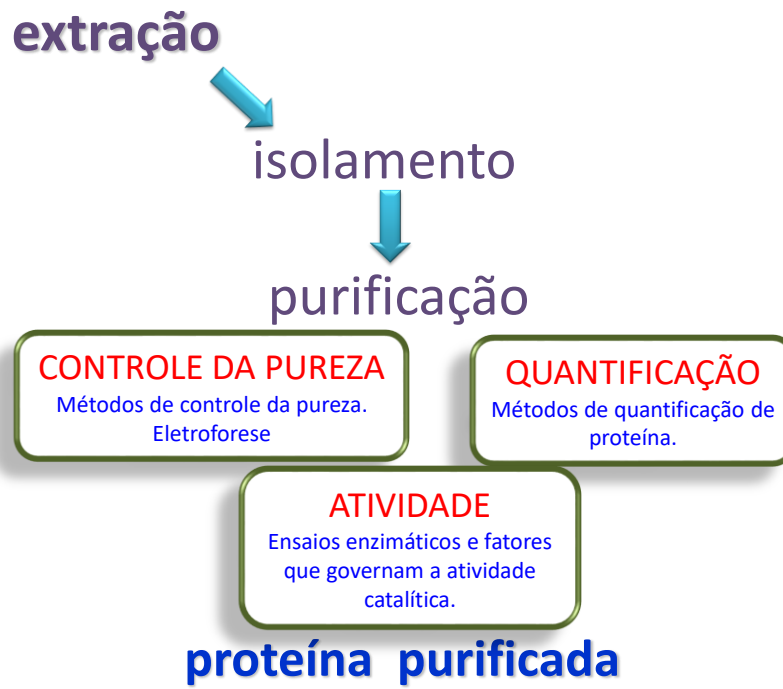 extração
isolamento
purificação
CONTROLE DA PUREZA
Métodos de controle da pureza.
Eletroforese
QUANTIFICAÇÃO
Métodos de quantificação de
proteína.
ATIVIDADE
Ensaios enzimáticos e fatores
que governam a atividade
catalítica.
proteína purificada